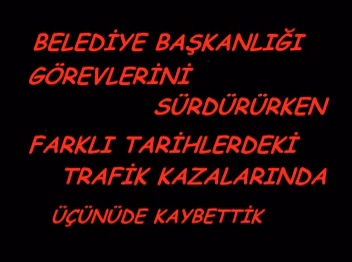 BELEDİYE BAŞKANLIĞI
GÖREVLERİNİ
SÜRDÜRÜRKEN
FARKLI TARİHLERDEKİ
TRAFİK KAZALARINDA
ÜÇÜNÜDE KAYBETTİK